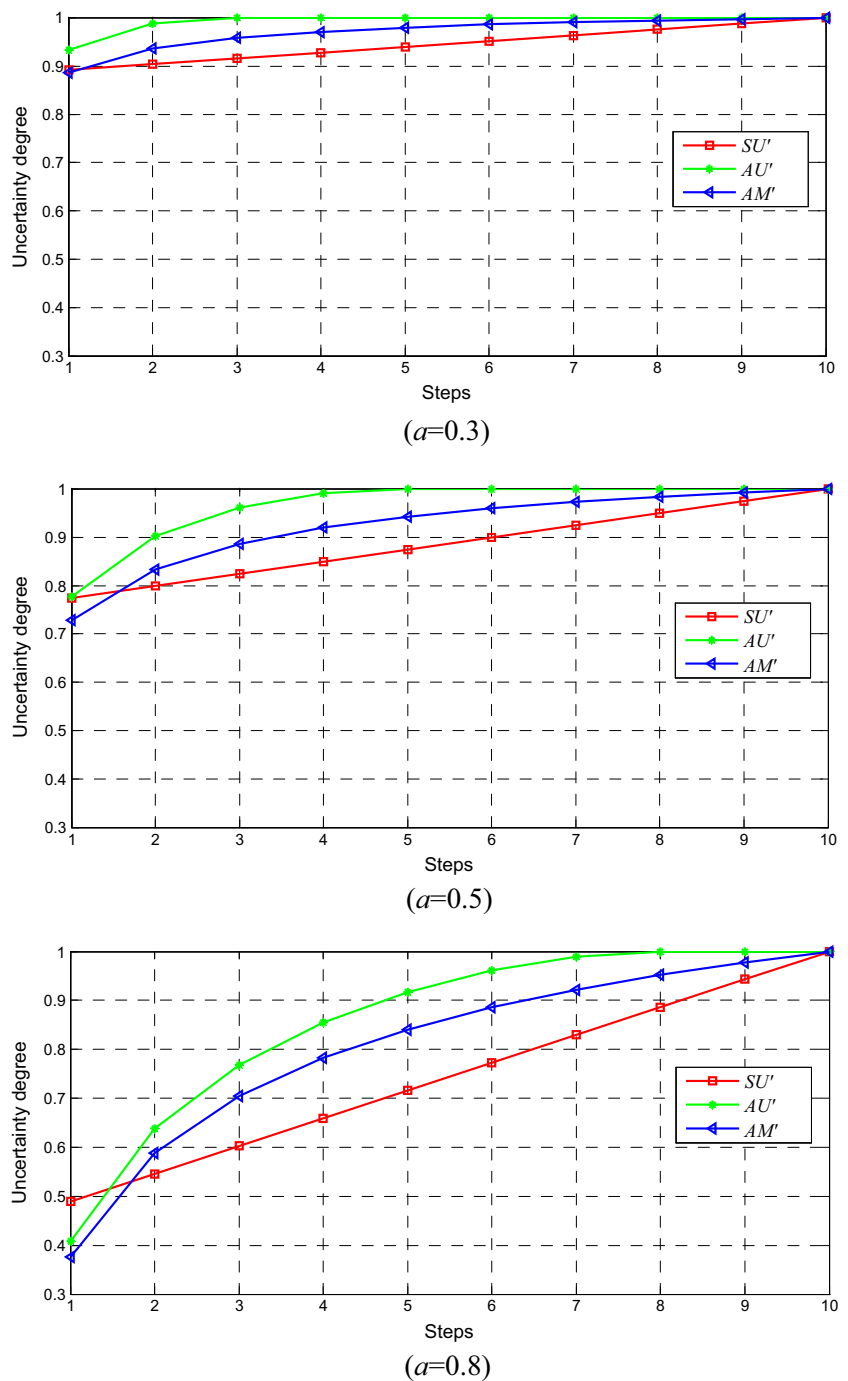 1
0.9
0.8
0.7
0.6
0.5
0.4
0.3
Uncertainty degree
SU'
AU'
AM'
1 2 3 4 5 6 7 8 9 10
Steps
(a=0.3)
1
0.9
0.8
0.7
0.6
0.5
0.4
0.3
Uncertainty degree
SU'
AU'
AM'
1 2 3 4 5 6 7 8 9 10
Steps
(a=0.5)
1
0.9
0.8
0.7
0.6
0.5
0.4
0.3
Uncertainty degree
SU'
AU'
AM'
1 2 3 4 5 6 7 8 9 10
Steps
(a=0.8)